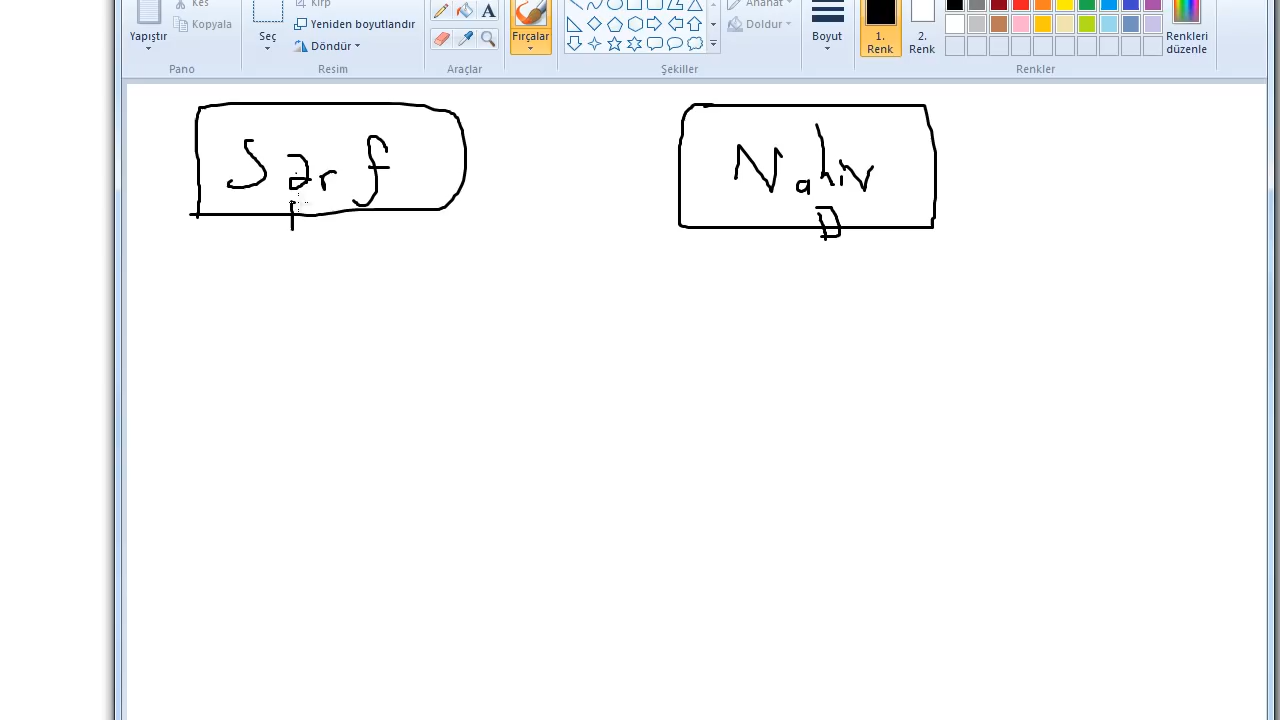 Kes
Kırp
Anahat
Yapıştır
Kopyala
Seç
Yeniden boyutlandır
Döndür
A
Fırçalar
Doldur
Boyut
1.
Renk
2.
Renk
Renkleri
düzenle
Pano
Resim
Araçlar
Şekiller
Renkler
Sarf
Nahiv
D